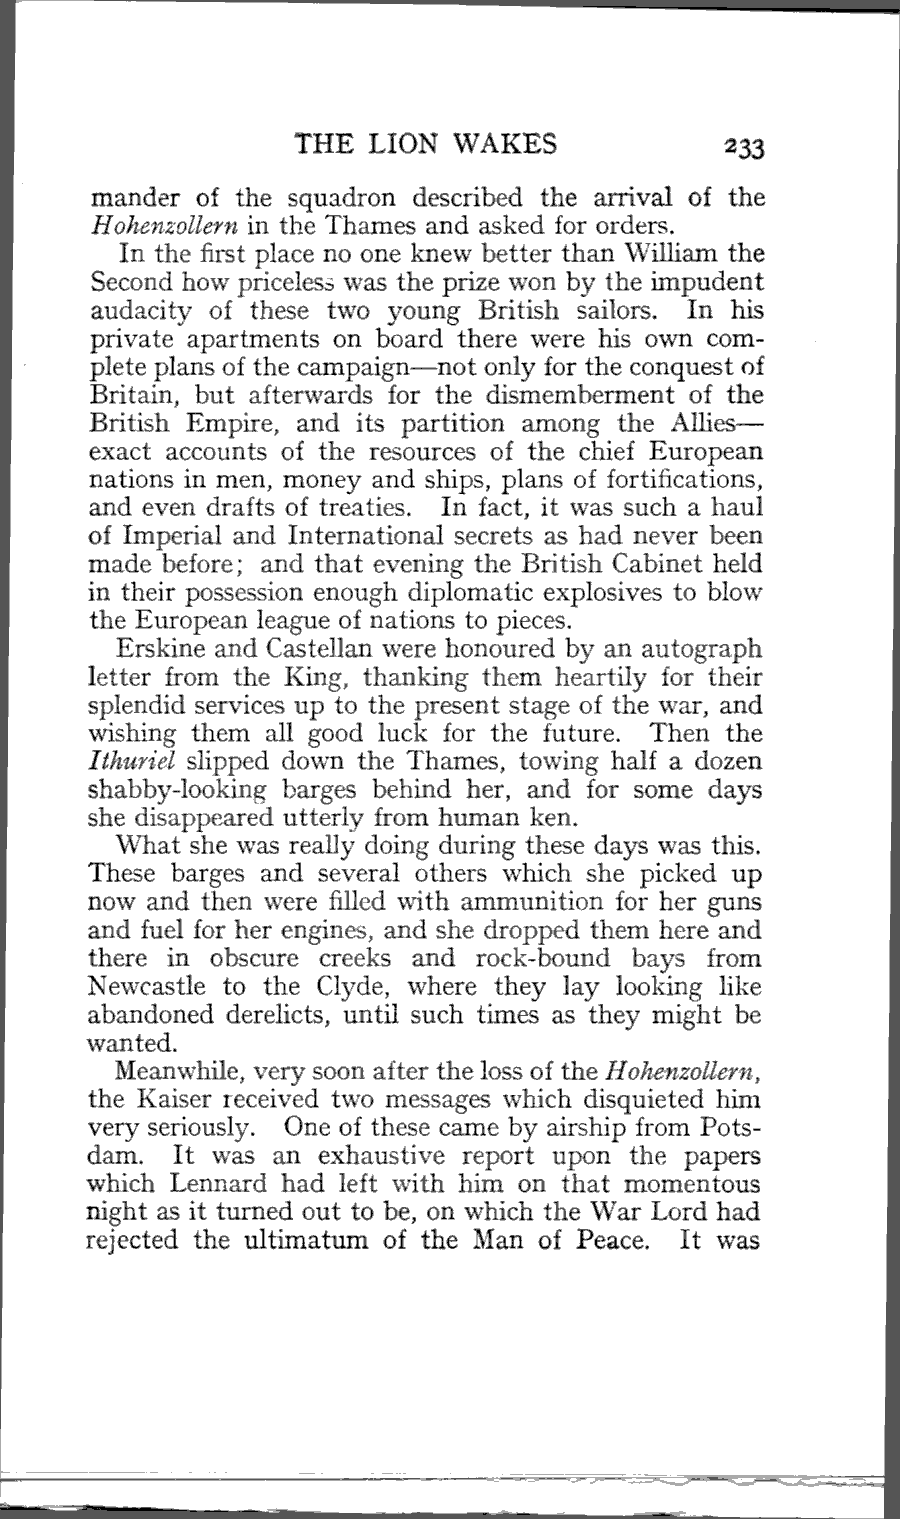 THE LION WAKES 233
mander of the squadron described the arrival of the
Hohenzollern in the Thames and asked for orders.
In the first place no one knew better than William the
Second how priceless was the prize won by the impudent
audacity of these two young British sailors. In his
private apartments on board there were his own com-
plete plans of the campaign—not only for the conquest of
Britain, but afterwards for the dismemberment of the
British Empire, and its partition among the Allies—
exact accounts of the resources of the chief European
nations in men, money and ships, plans of fortifications,
and even drafts of treaties. In fact, it was such a haul
of Imperial and International secrets as had never been
made before; and that evening the British Cabinet held
in their possession enough diplomatic explosives to blow
the European league of nations to pieces.
Erskine and Castellan were honoured by an autograph
letter from the King, thanking them heartily for their
splendid services up to the present stage of the war, and
wishing them all good luck for the future. Then the
Ithuriel slipped down the Thames, towing half a dozen
shabby-looking barges behind her, and for some days
she disappeared utterly from human ken.
What she was really doing during these days was this.
These barges and several others which she picked up
now and then were filled with ammunition for her guns
and fuel for her engines, and she dropped them here and
there in obscure creeks and rock-bound bays from
Newcastle to the Clyde, where they lay looking like
abandoned derelicts, until such times as they might be
wanted.
Meanwhile, very soon after the loss of the Hohenzollern,
the Kaiser received two messages which disquieted him
very seriously. One of these came by airship from Pots-
dam. It was an exhaustive report upon the papers
which Lennard had left with him on that momentous
night as it turned out to be, on which the War Lord had
rejected the ultimatum of the Man of Peace. It was